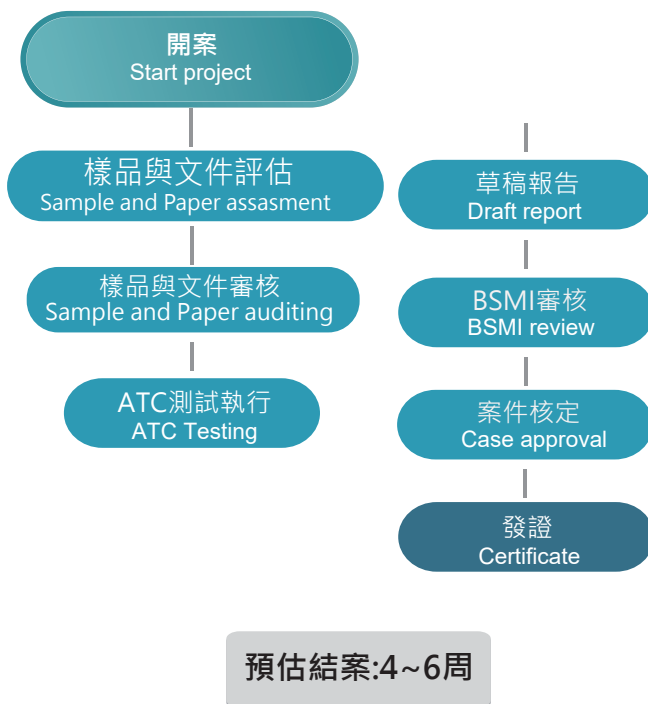 開案
Start project
樣品與文件評估
Sample and Paper assasment
樣品與文件審核
Sample and Paper auditing
ATC測試執行
ATC Testing
草稿報告
Draft report
BSMI審核
BSMI review
案件核定
Case approval
發證
Certificate
預估結案:4~6周